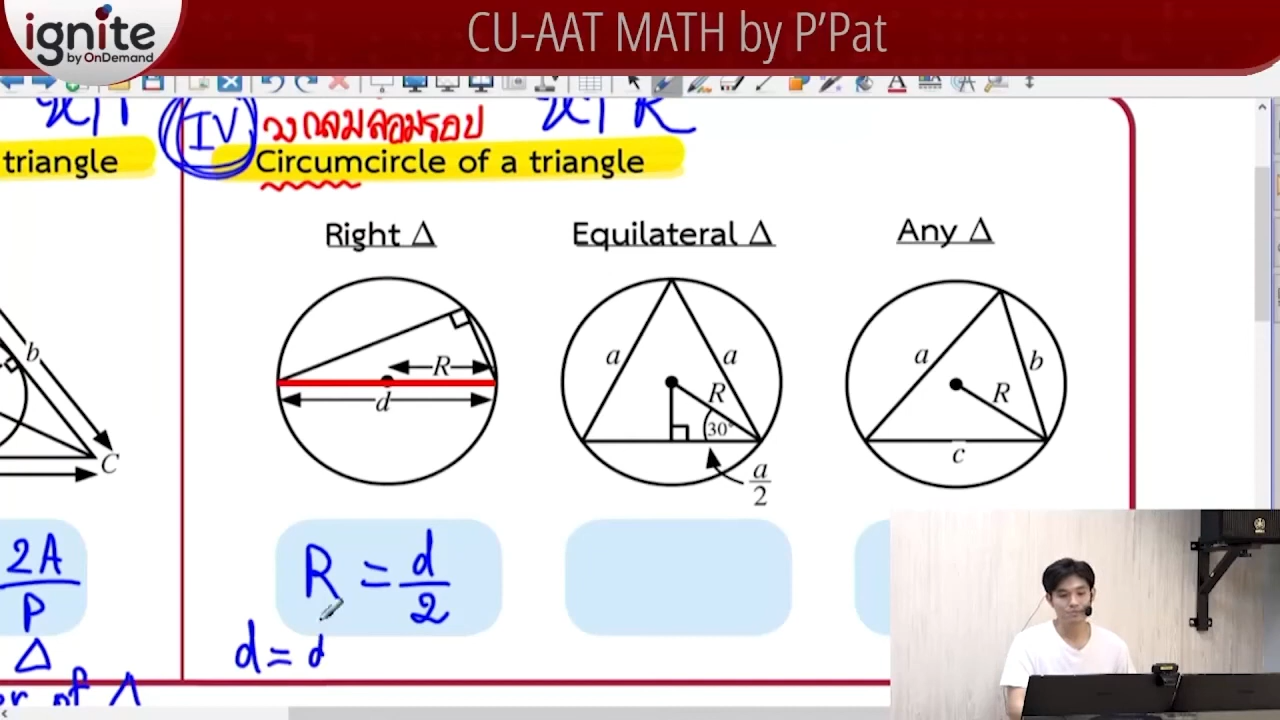 ignite
by OnDemand
CU-AAT MATH by P'Pat
IV วงกลมล้อมรอบ
triangle
Circumcircle of a triangle
Right Δ
Equilateral Δ
Any Δ
b
C
R
d
a
a
R
30°
a/2
a
b
R
c
2A/P
R = d/2
Δ
d = d
of Δ